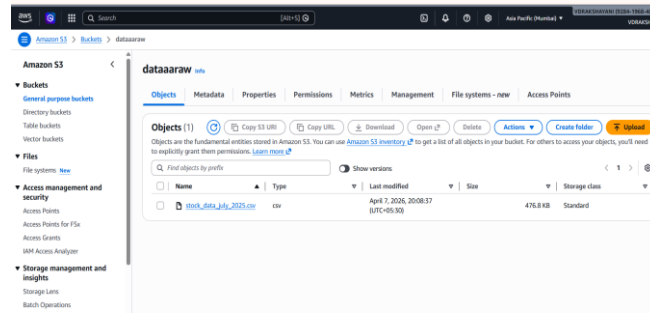 aws
Search
[Alt+S]
Asia Pacific (Mumbai)
Amazon S3 > Buckets > dataaaraw
Amazon S3
Buckets
General purpose buckets
Directory buckets
Table buckets
Vector buckets
Files
File systems New
Access management and security
Access Points
Access Points for FSx
Access Grants
IAM Access Analyzer
Storage management and insights
Storage Lens
Batch Operations
dataaaraw Info
Objects Metadata Properties Permissions Metrics Management File systems - new Access Points
Objects (1) Copy S3 URI Copy URL Download Open Delete Actions Create folder Upload
Objects are the fundamental entities stored in Amazon S3. You can use Amazon S3 inventory to get a list of all objects in your bucket. For others to access your objects, you'll need
to explicitly grant them permissions. Learn more
Find objects by prefix Show versions 1
Name Type Last modified Size Storage class
stock_data_july_2025.csv csv April 7, 2026, 20:08:37 (UTC+05:30) 476.8 KB Standard